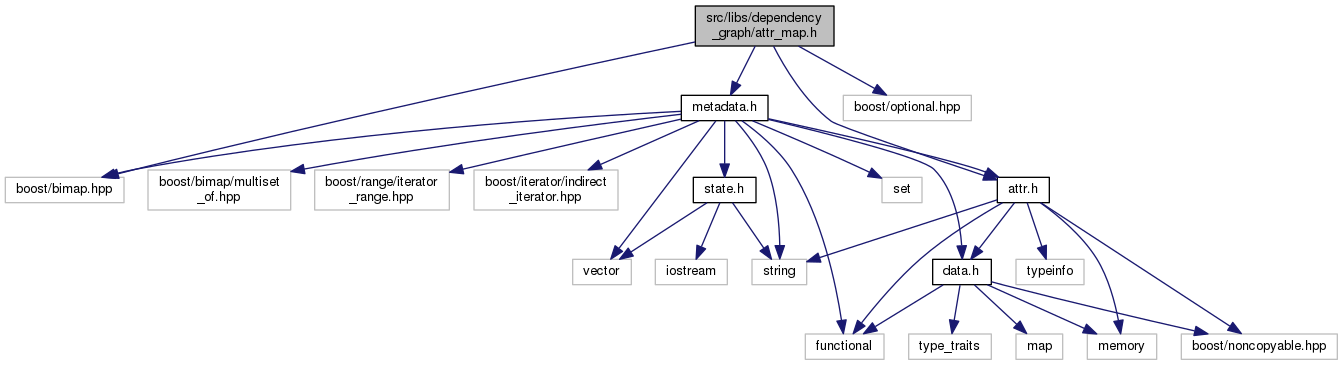 src/libs/dependency
_graph/attr_map.h
metadata.h
boost/optional.hpp
boost/bimap.hpp
boost/bimap/multiset
_of.hpp
boost/range/iterator
_range.hpp
boost/iterator/indirect
_iterator.hpp
state.h
set
attr.h
vector
iostream
string
data.h
typeinfo
functional
type_traits
map
memory
boost/noncopyable.hpp